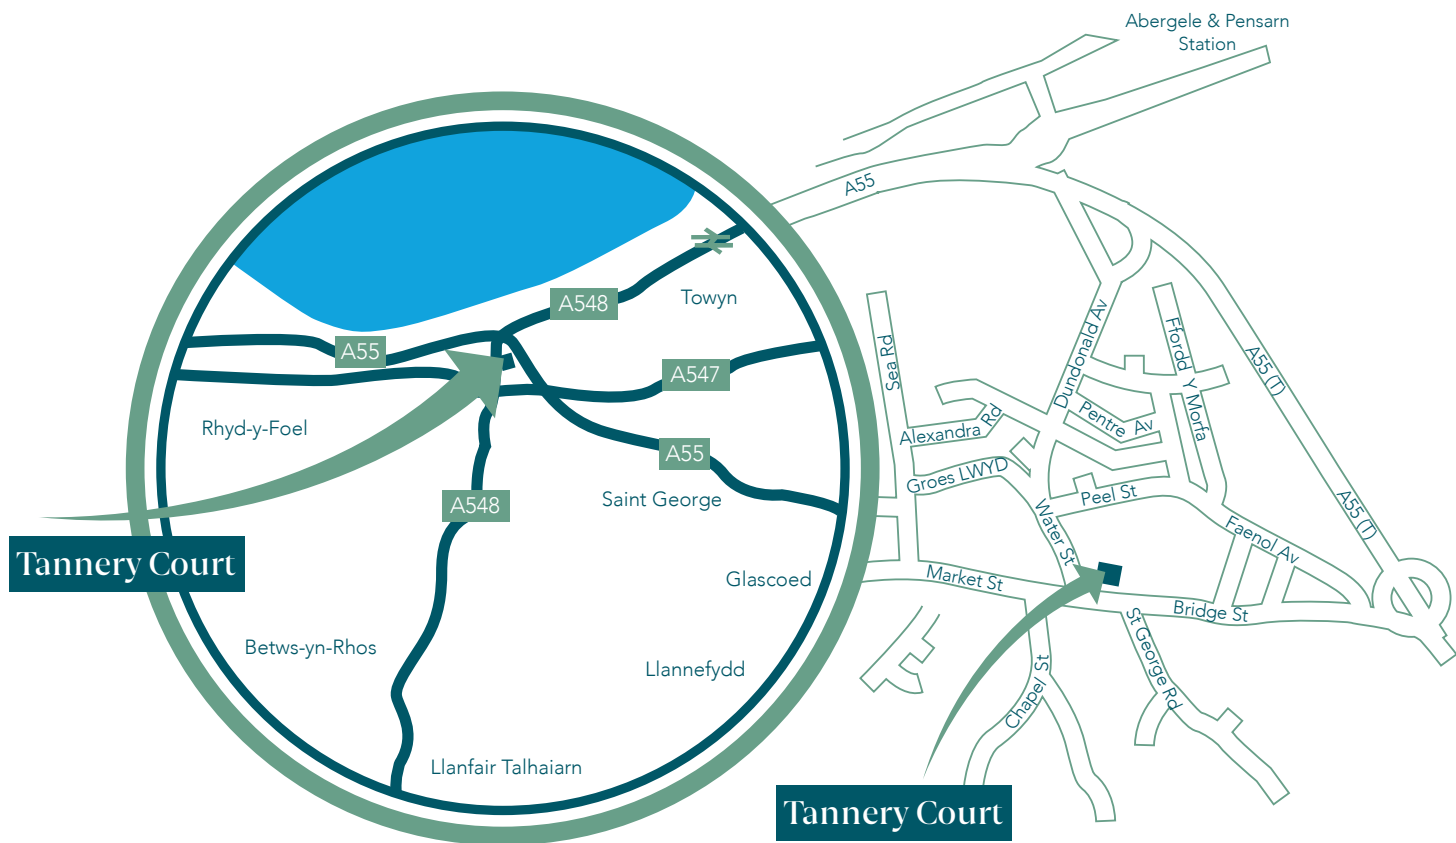 Abergele & Pensarn
Station
A55
A548
Towyn
A55
A547
Rhyd-y-Foel
A55
Saint George
A548
Tannery Court
Glascoed
Betws-yn-Rhos
Llannefydd
Llanfair Talhaiarn
Sea Rd
Dundonald Av
Ffordd Y Morfa
A55 (T)
Alexandra Rd
Pentre Av
Groes LWYD
Peel St
Water St
Faenol Av
A55 (T)
Market St
Bridge St
St George Rd
Chapel St
Tannery Court